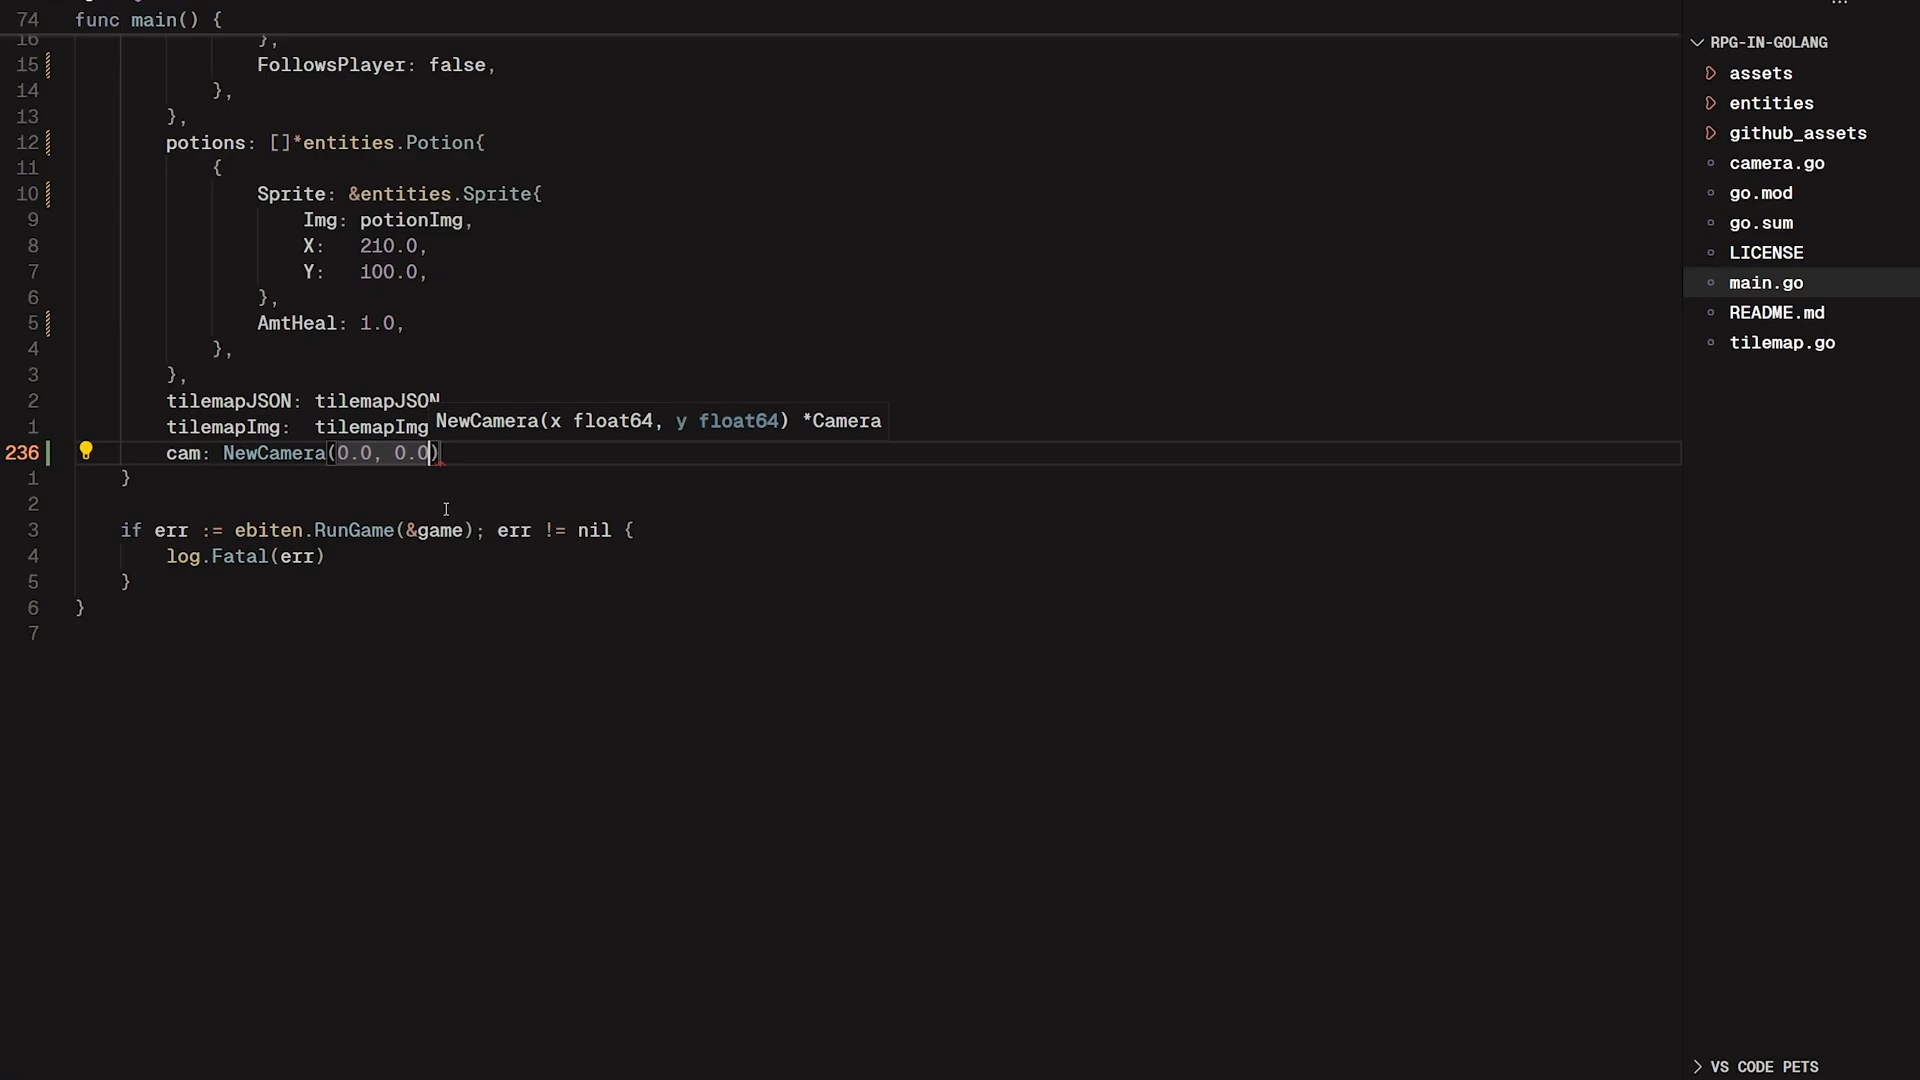 74 func main() {
16 },
15 FollowsPlayer: false,
14 },
13 },
12 potions: []*entities.Potion{
11 {
10 Sprite: &entities.Sprite{
9 Img: potionImg,
8 X: 210.0,
7 Y: 100.0,
6 },
5 AmtHeal: 1.0,
4 },
3 },
2 tilemapJSON: tilemapJSON
1 tilemapImg: tilemapImg
NewCamera(x float64, y float64) *Camera
236 cam: NewCamera(0.0, 0.0)
1 }
2
3 if err := ebiten.RunGame(&game); err != nil {
4 log.Fatal(err)
5 }
6 }
7
RPG-IN-GOLANG
assets
entities
github_assets
camera.go
go.mod
go.sum
LICENSE
main.go
README.md
tilemap.go
VS CODE PETS